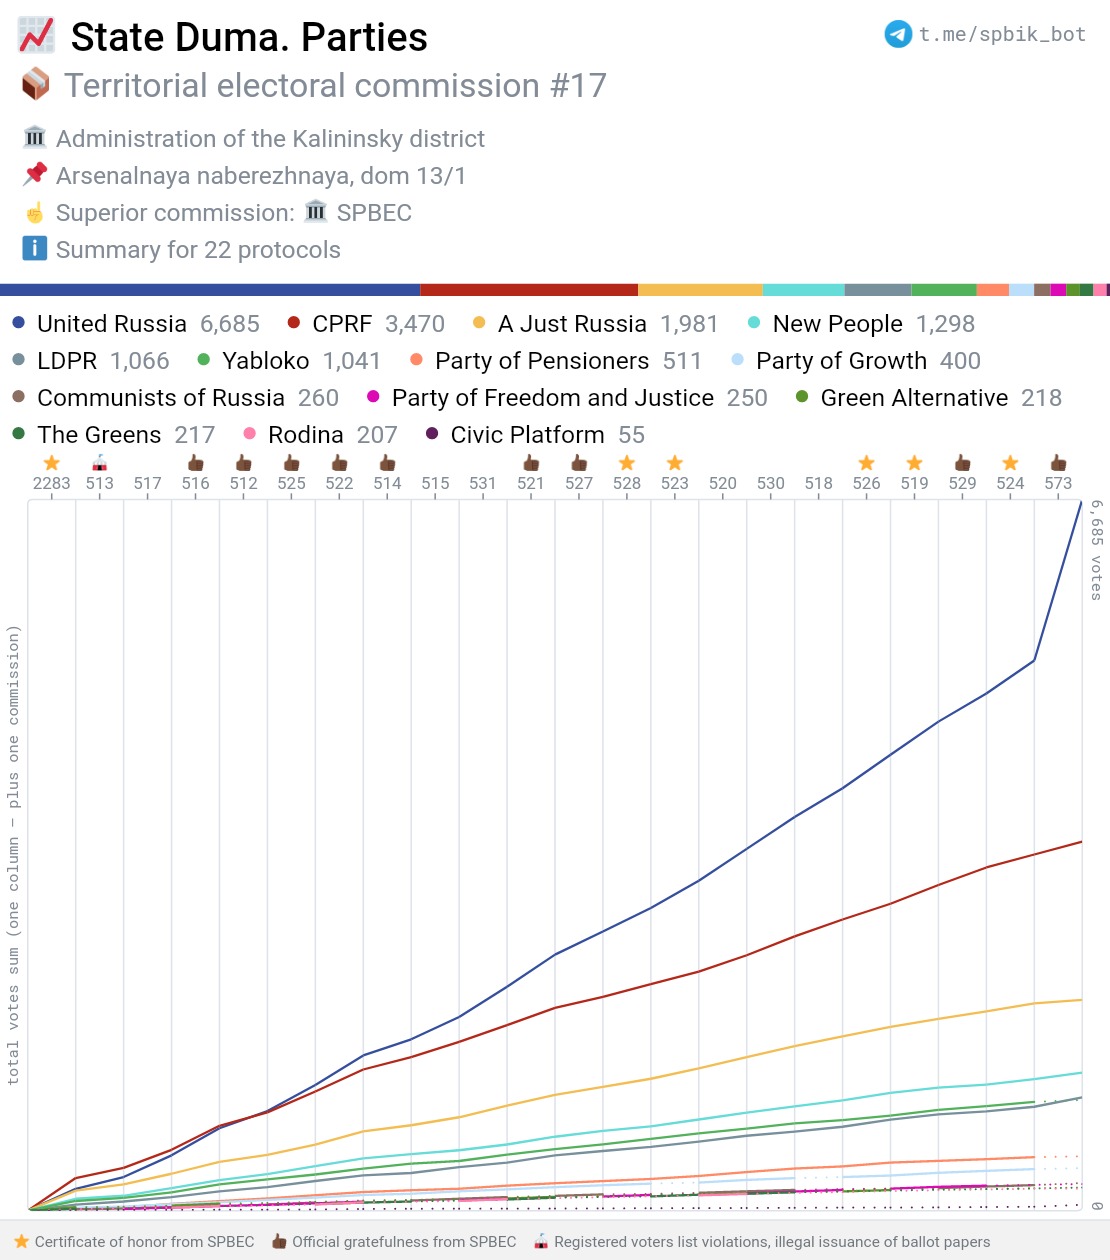 State Duma. Parties
t.me/spbik_bot
Territorial electoral commission #17
Administration of the Kalininsky district
Arsenalnaya naberezhnaya, dom 13/1
Superior commission: SPBEC
Summary for 22 protocols
United Russia 6,685 CPRF 3,470 A Just Russia 1,981 New People 1,298
LDPR 1,066 Yabloko 1,041 Party of Pensioners 511 Party of Growth 400
Communists of Russia 260 Party of Freedom and Justice 250 Green Alternative 218
The Greens 217 Rodina 207 Civic Platform 55
2283 513 517 516 512 525 522 514 515 531 521 527 528 523 520 530 518 526 519 529 524 573
6,685 votes
total votes sum (one column – plus one commission)
0
Certificate of honor from SPBEC Official gratefulness from SPBEC Registered voters list violations, illegal issuance of ballot papers